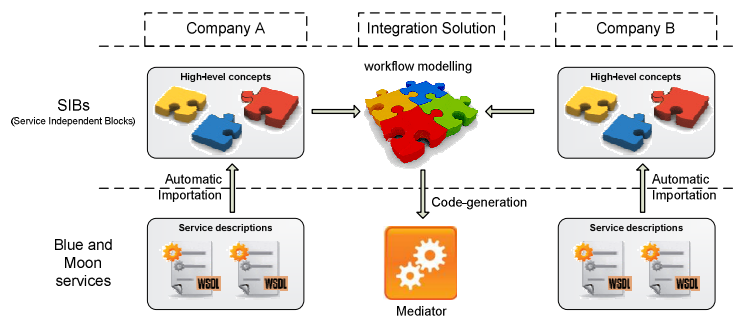 Company A
Integration Solution
Company B
workflow modelling
High-level concepts
High-level concepts
SIBs
(Service Independent Blocks)
Automatic
Importation
Code-generation
Automatic
Importation
Blue and
Moon
services
Service descriptions
WSDL
WSDL
Mediator
Service descriptions
WSDL
WSDL